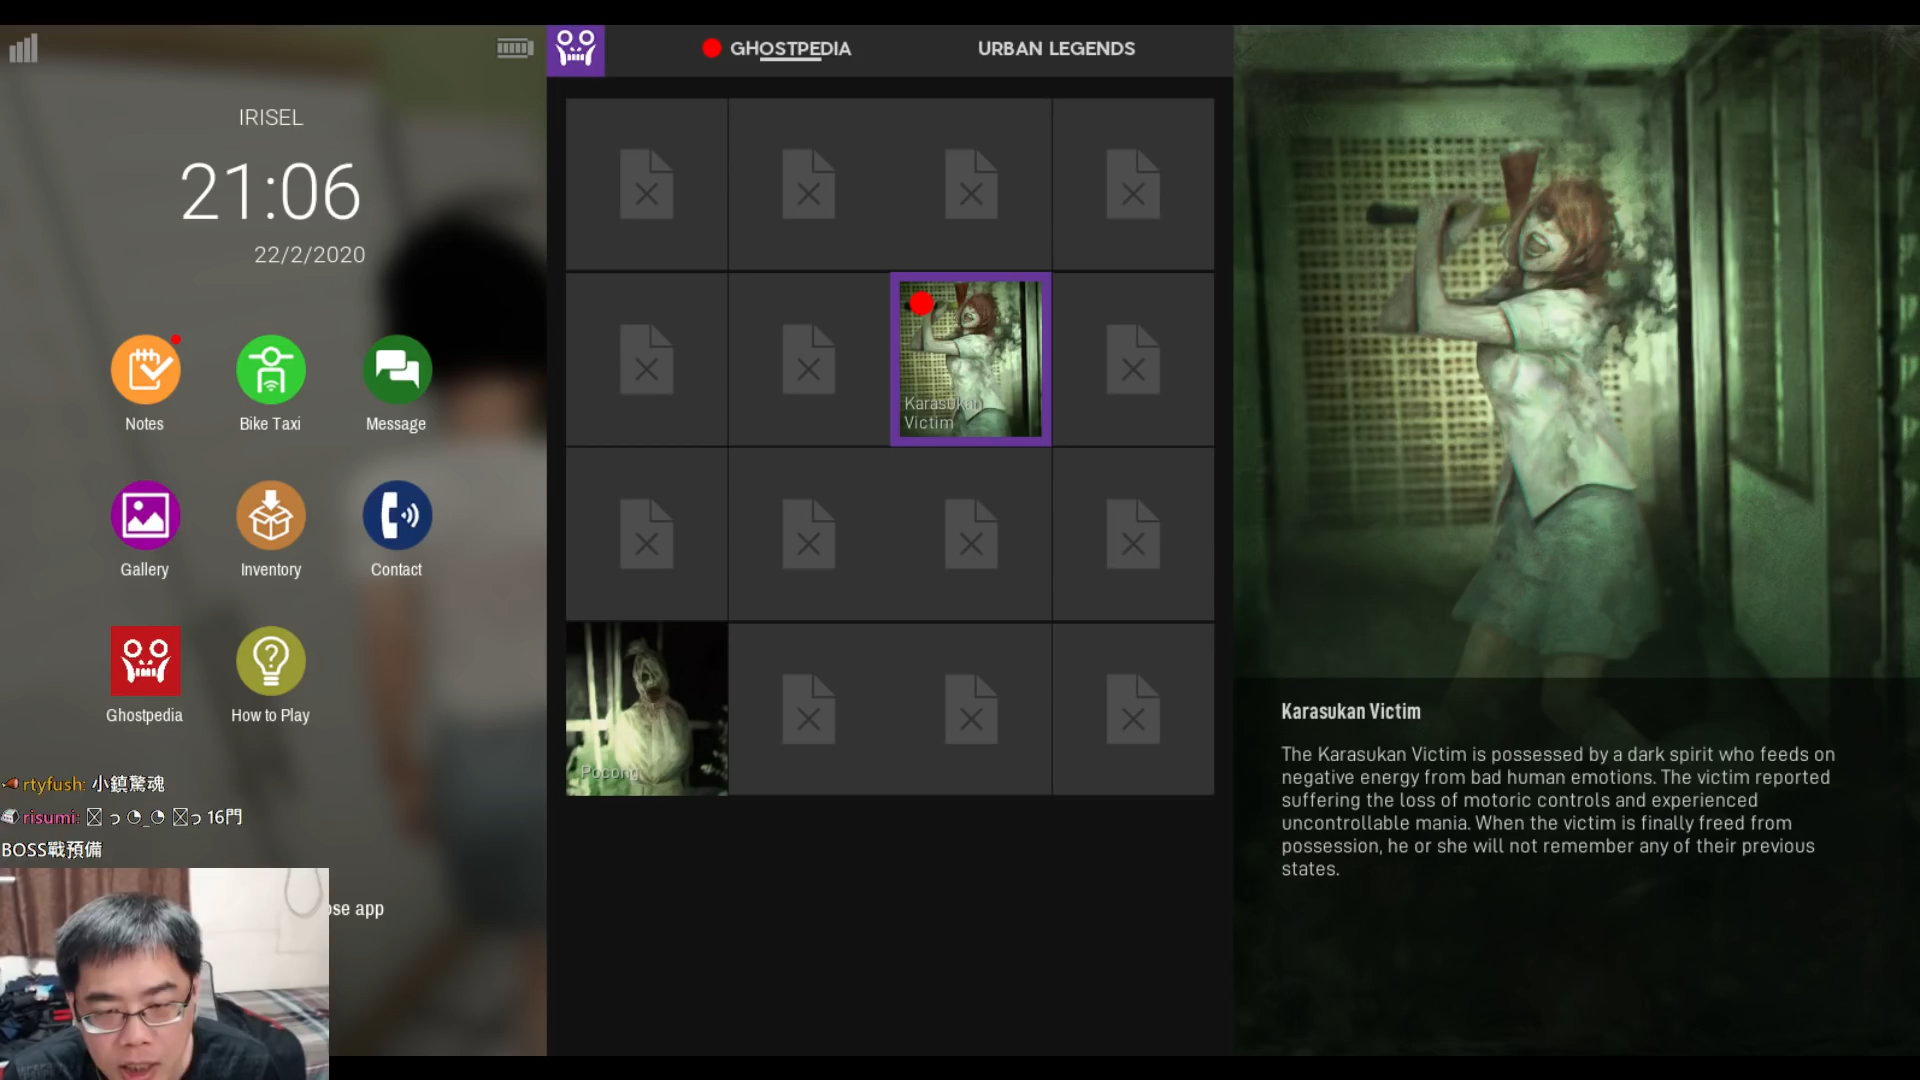 IRISEL
21:06
22/2/2020
Notes
Bike Taxi
Message
Gallery
Inventory
Contact
Ghostpedia
How to Play
rtyfush: 小鎮驚魂
risumi: っ ◔_◔ っ 16門
BOSS戰預備
ose app
GHOSTPEDIA
URBAN LEGENDS
Karasukan
Victim
Pocong
Karasukan Victim
The Karasukan Victim is possessed by a dark spirit who feeds on
negative energy from bad human emotions. The victim reported
suffering the loss of motoric controls and experienced
uncontrollable mania. When the victim is finally freed from
possession, he or she will not remember any of their previous
states.